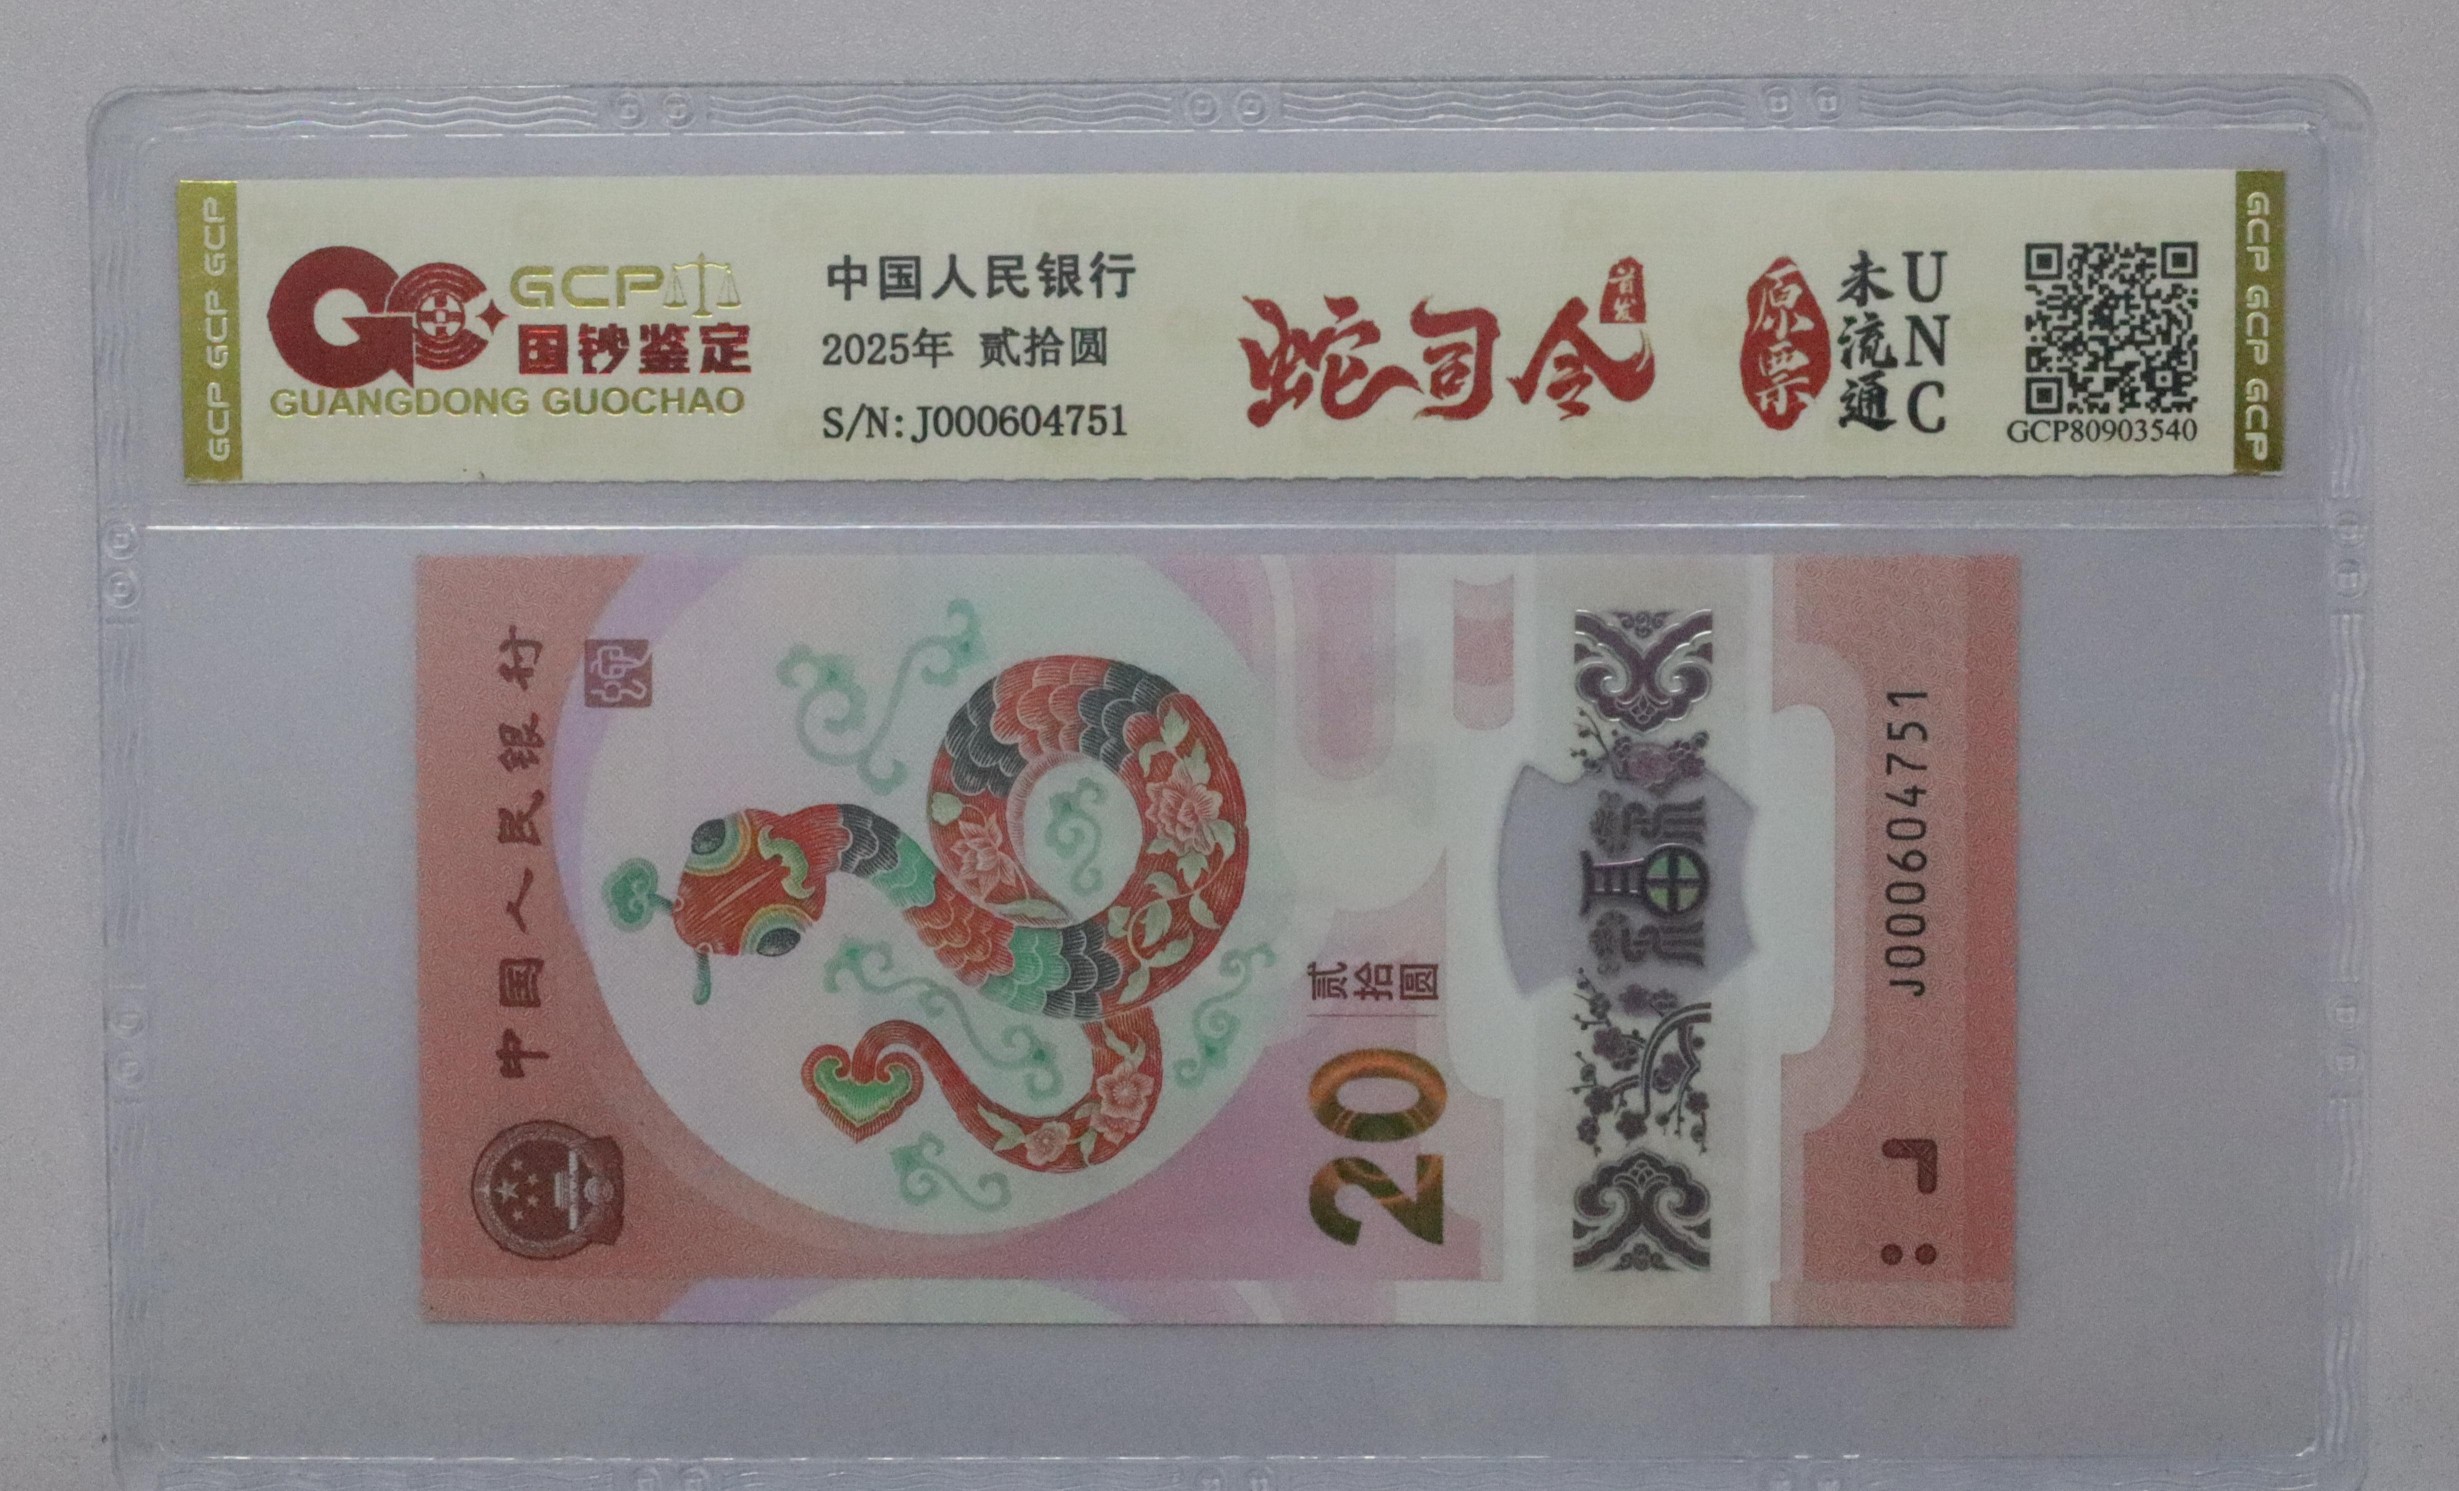 GCP GCP GCP
GCP
国钞鉴定
GUANGDONG GUOCHAO
中国人民银行
2025年 贰拾圆
S/N:J000604751
蛇司令
首发
原票
未流通
UNC
GCP80903540
GCP GCP GCP
中国人民银行
蛇
贰拾圆
20
福
J000604751